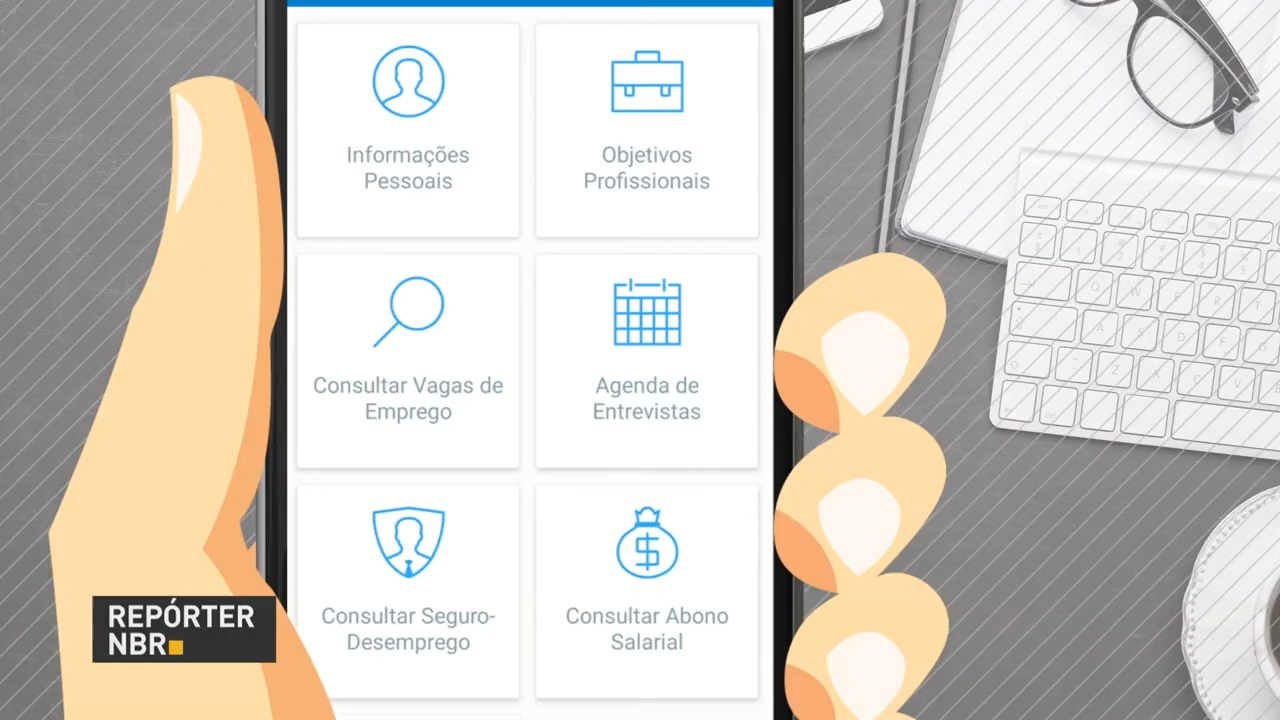 Informações
Pessoais
Objetivos
Profissionais
Consultar Vagas de
Emprego
Agenda de
Entrevistas
Consultar Seguro-
Desemprego
Consultar Abono
Salarial
REPÓRTER
NBR